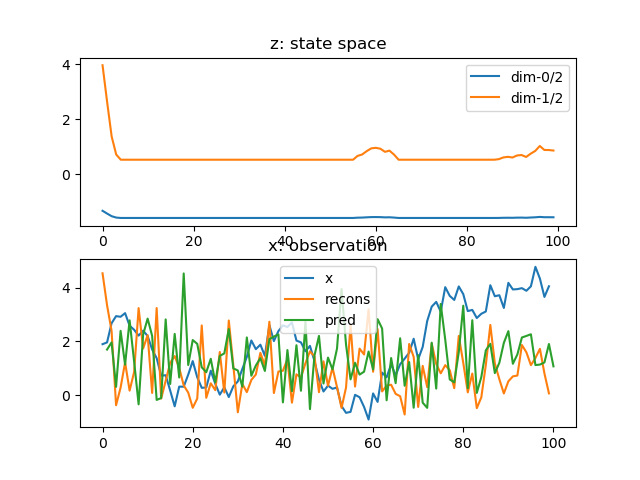 z: state space
4
2
0
dim-0/2
dim-1/2
0 20 40 60 80 100
x: observation
4
2
0
x
recons
pred
0 20 40 60 80 100